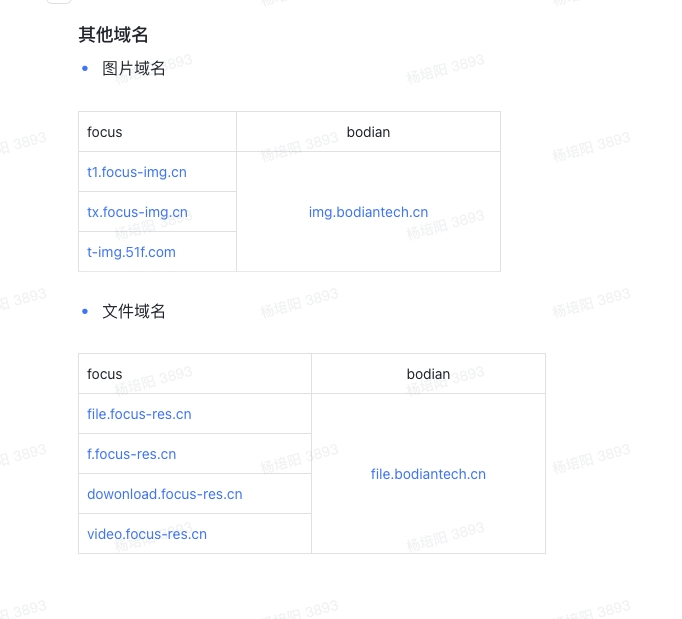 其他域名
图片域名
focus bodian
t1.focus-img.cn
tx.focus-img.cn img.bodiantech.cn
t-img.51f.com
文件域名
focus bodian
file.focus-res.cn
f.focus-res.cn
file.bodiantech.cn
dowonload.focus-res.cn
video.focus-res.cn
杨培阳 3893